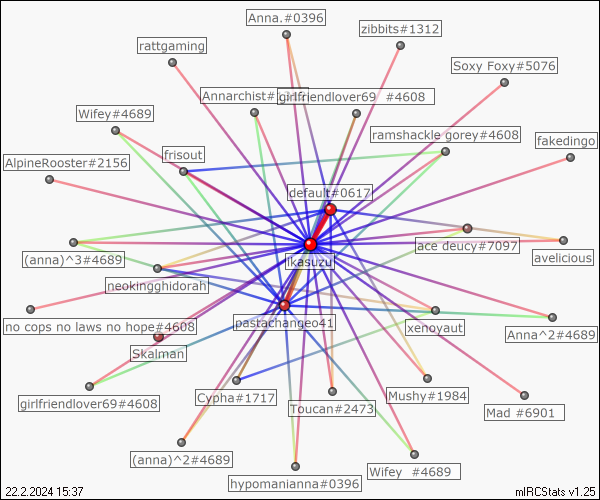 Anna.#0396
zibbits#1312
rattgaming
Soxy Foxy#5076
Annarchist#
girlfriendlover69 #4608
Wifey#4689
ramshackle gorey#4608
fakedingo
frisout
AlpineRooster#2156
default#0617
ace deucy#7097
(anna)^3#4689
ikasuzu
avelicious
neokingghidorah
no cops no laws no hope#4608
pastachangeo41
xenoyaut
Anna^2#4689
Skalman
Cypha#1717
Mushy#1984
girlfriendlover69#4608
Toucan#2473
Mad #6901
(anna)^2#4689
Wifey #4689
hypomanianna#0396
22.2.2024 15:37
mIRCStats v1.25